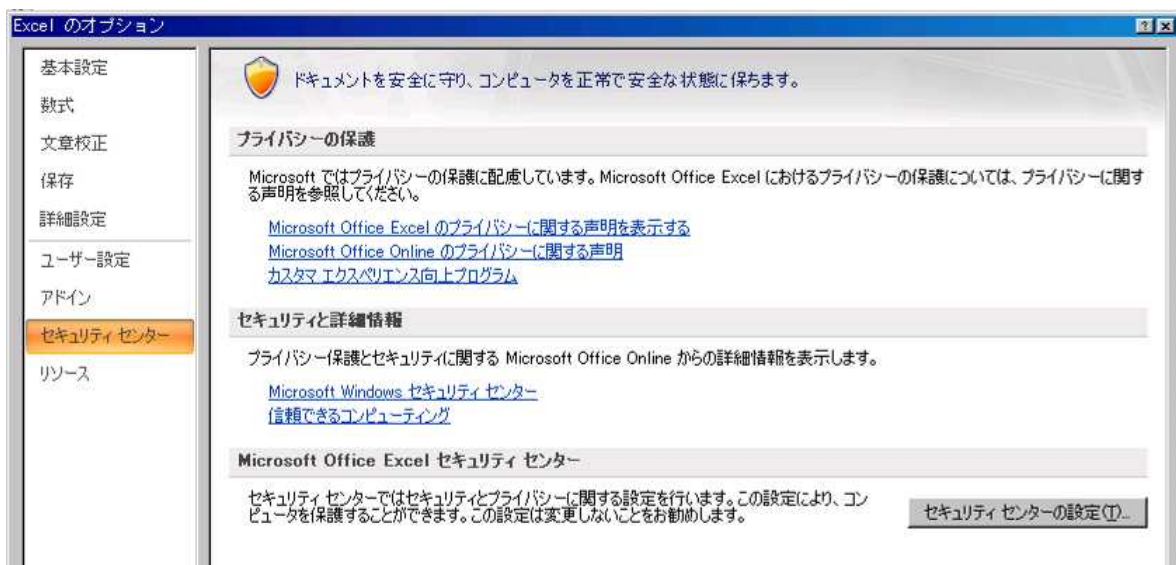 Excel のオプション
基本設定
数式
文章校正
保存
詳細設定
ユーザー設定
アドイン
セキュリティ センター
リソース
ドキュメントを安全に守り、コンピュータを正常で安全な状態に保ちます。
プライバシーの保護
Microsoft ではプライバシーの保護に配慮しています。Microsoft Office Excel におけるプライバシーの保護については、プライバシーに関す
る声明を参照してください。
Microsoft Office Excel のプライバシーに関する声明を表示する
Microsoft Office Online のプライバシーに関する声明
カスタマ エクスペリエンス向上プログラム
セキュリティと詳細情報
プライバシー保護とセキュリティに関する Microsoft Office Online からの詳細情報を表示します。
Microsoft Windows セキュリティ センター
信頼できるコンピューティング
Microsoft Office Excel セキュリティ センター
セキュリティ センターではセキュリティとプライバシーに関する設定を行います。この設定により、コン
ピュータを保護することができます。この設定は変更しないことをお勧めします。
セキュリティ センターの設定(T)...